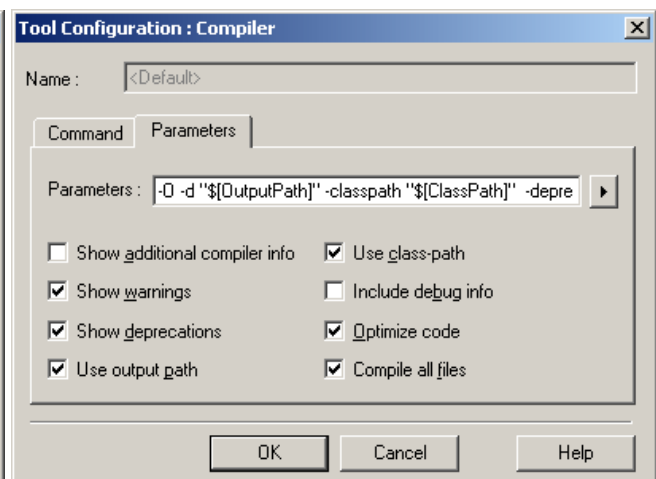 Tool Configuration : Compiler
Name : <Default>
Command Parameters
Parameters : -O -d "$[OutputPath]" -classpath "$[ClassPath]" -depre
Show additional compiler info Use class-path
Show warnings Include debug info
Show deprecations Optimize code
Use output path Compile all files
OK Cancel Help